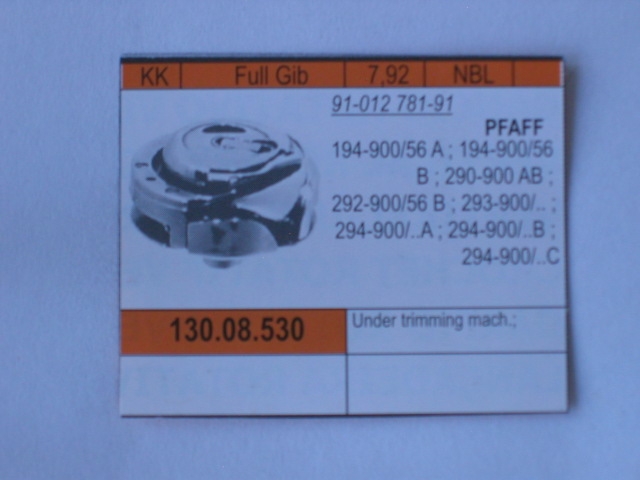 KK Full Gib 7,92 NBL
91-012 781-91
PFAFF
194-900/56 A ; 194-900/56
B ; 290-900 AB ;
292-900/56 B ; 293-900/.. ;
294-900/..A ; 294-900/..B ;
294-900/..C
130.08.530
Under trimming mach.;